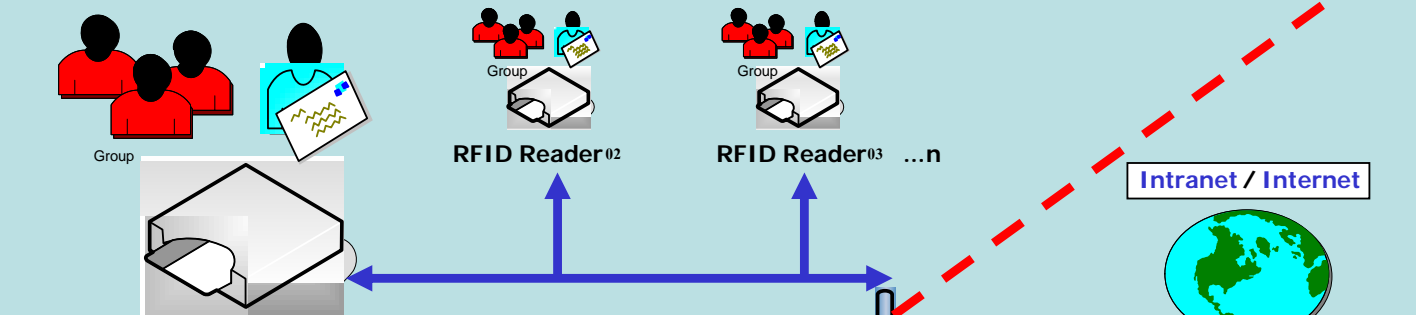 Group
Group
Group
RFID Reader02
RFID Reader03 ...n
Intranet / Internet